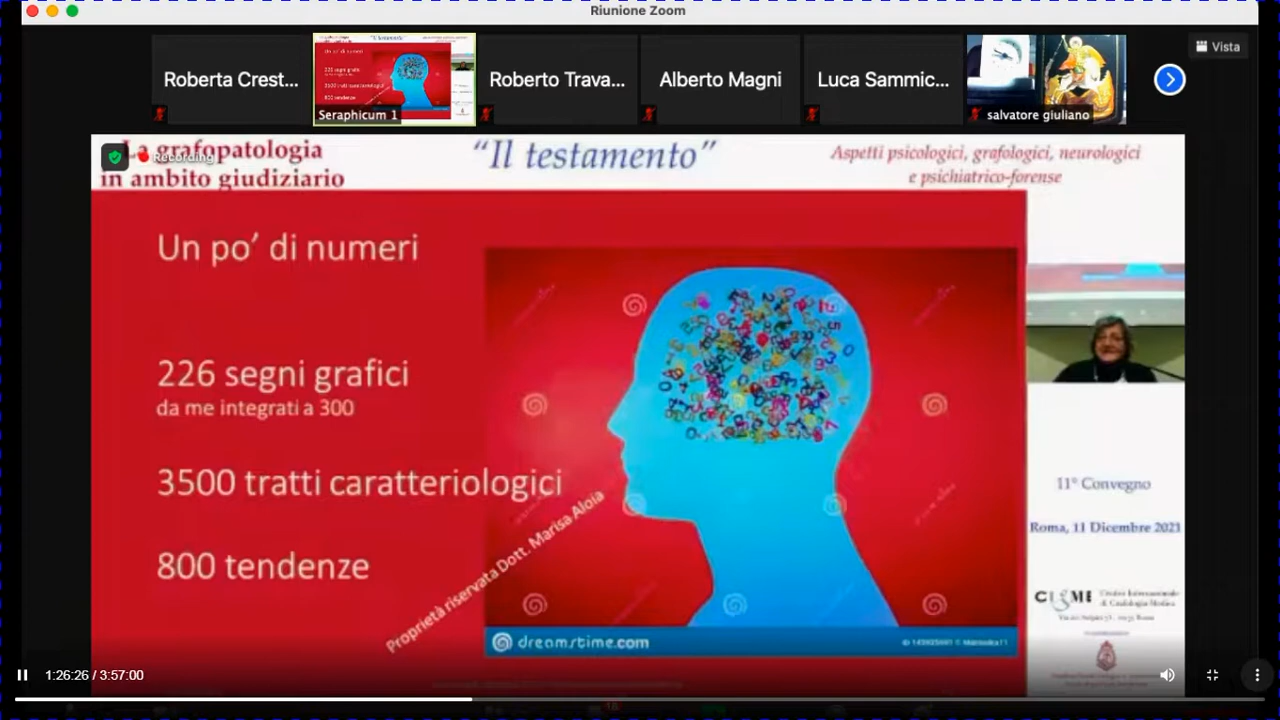 Riunione Zoom
Roberta Crest...
Seraphicum 1
Roberto Trava...
Alberto Magni
Luca Sammic...
salvatore giuliano
Vista
Recording
La grafopatologia
in ambito giudiziario
“Il testamento”
Aspetti psicologici, grafologici, neurologici
e psichiatrico-forense
Un po’ di numeri
226 segni grafici
da me integrati a 300
3500 tratti caratteriologici
800 tendenze
Proprietà riservata Dott. Marisa Aloia
dreamstime.com
11° Convegno
Roma, 11 Dicembre 2021
1:26:26 / 3:57:00